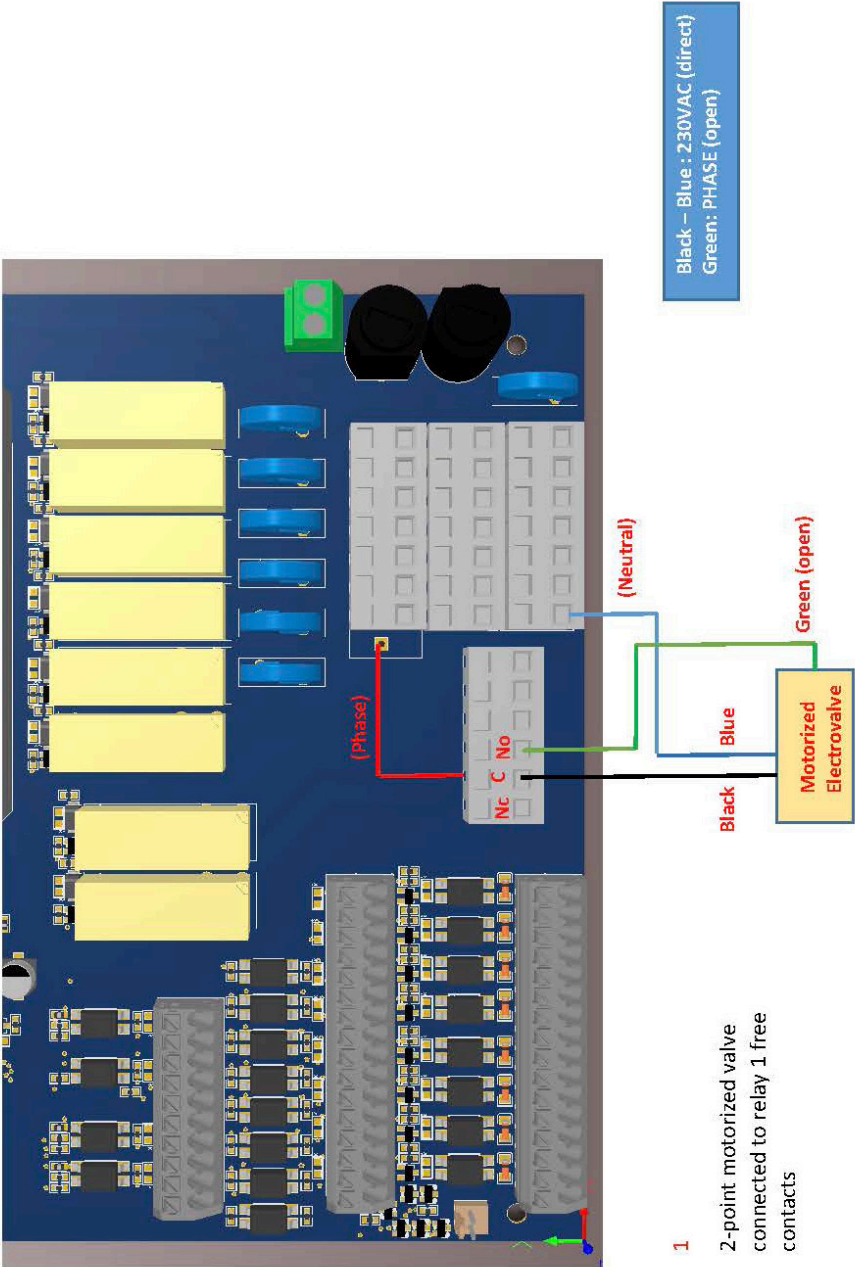 Black – Blue : 230VAC (direct)
Green: PHASE (open)
(Phase)
(Neutral)
Nc
C
No
Black
Blue
Green (open)
Motorized
Electrovalve
1
2-point motorized valve
connected to relay 1 free
contacts